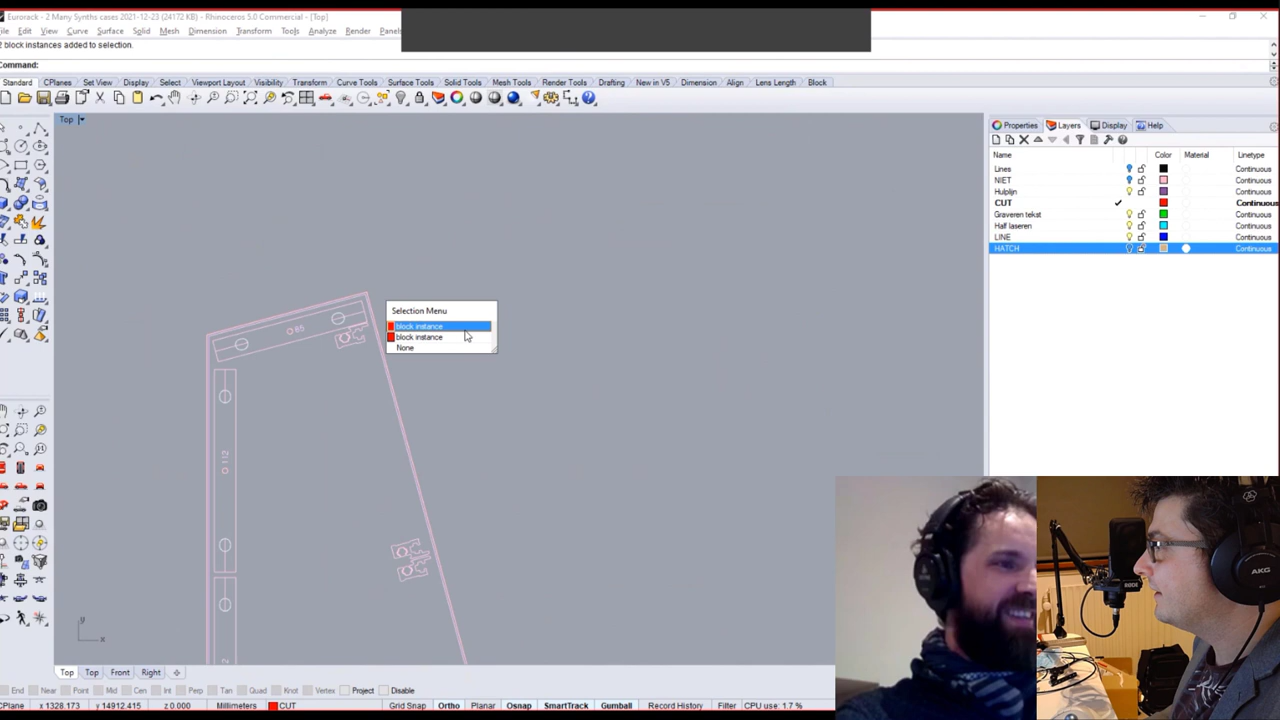 Eurorack - 2 Many Synths cases 2021-12-23 (24172 KB) - Rhinoceros 5.0 Commercial - [Top]
File Edit View Curve Surface Solid Mesh Dimension Transform Tools Analyze Render Panels
2 block instances added to selection.
Command:
Standard CPlanes Set View Display Select Viewport Layout Visibility Transform Curve Tools Surface Tools Solid Tools Mesh Tools Render Tools Drafting New in V5 Dimension Align Lens Length Block
Top
Properties Layers Display Help
Name Color Material Linetype
Lines Continuous
NIET Continuous
Hulplijn Continuous
CUT Continuous
Graveren tekst Continuous
Half laseren Continuous
LINE Continuous
HATCH Continuous
Selection Menu
block instance
block instance
None
85
112
2
y
x
AKG
RØDE
Top Top Front Right
End Near Point Mid Cen Int Perp Tan Quad Knot Vertex Project Disable
CPlane x 1328.173 y 14912.415 z 0.000 Millimeters CUT Grid Snap Ortho Planar Osnap SmartTrack Gumball Record History Filter CPU use: 1.7 %